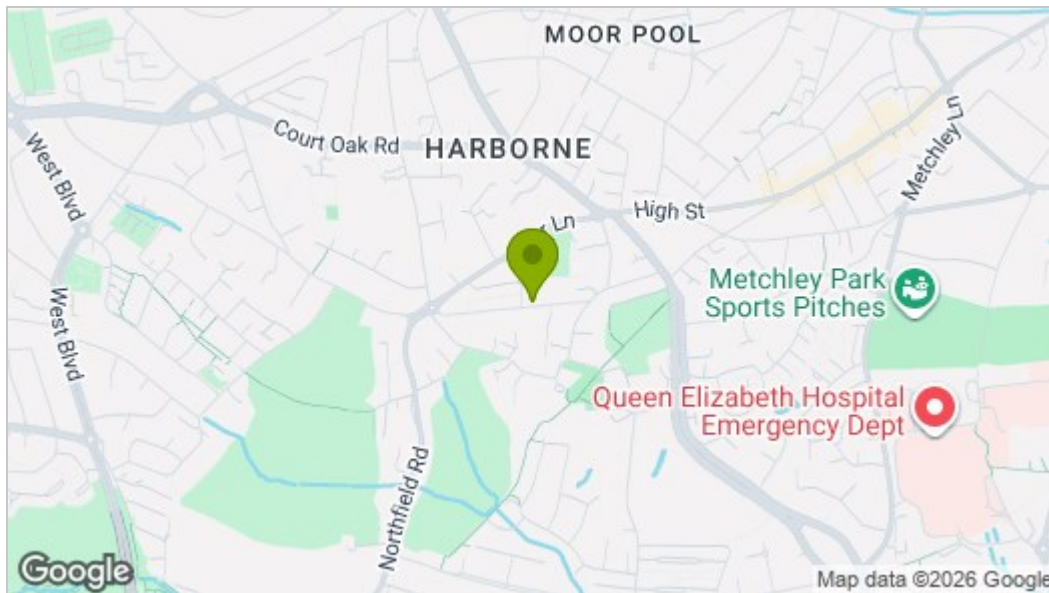 MOOR POOL
Court Oak Rd
HARBORNE
West Blvd
Metchley Ln
High St
Ln
Metchley Park
Sports Pitches
West Blvd
Queen Elizabeth Hospital
Emergency Dept
Northfield Rd
Google
Map data ©2026 Google